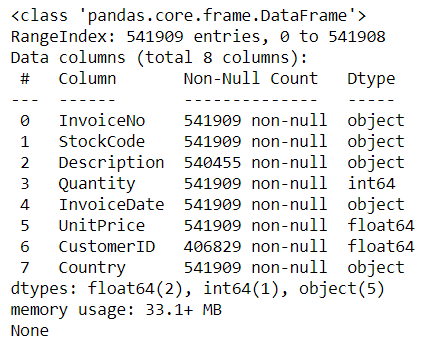 <class 'pandas.core.frame.DataFrame'>
RangeIndex: 541909 entries, 0 to 541908
Data columns (total 8 columns):
 #   Column       Non-Null Count   Dtype
---  ------       --------------   -----
 0   InvoiceNo    541909 non-null  object
 1   StockCode    541909 non-null  object
 2   Description  540455 non-null  object
 3   Quantity     541909 non-null  int64
 4   InvoiceDate  541909 non-null  object
 5   UnitPrice    541909 non-null  float64
 6   CustomerID   406829 non-null  float64
 7   Country      541909 non-null  object
dtypes: float64(2), int64(1), object(5)
memory usage: 33.1+ MB
None